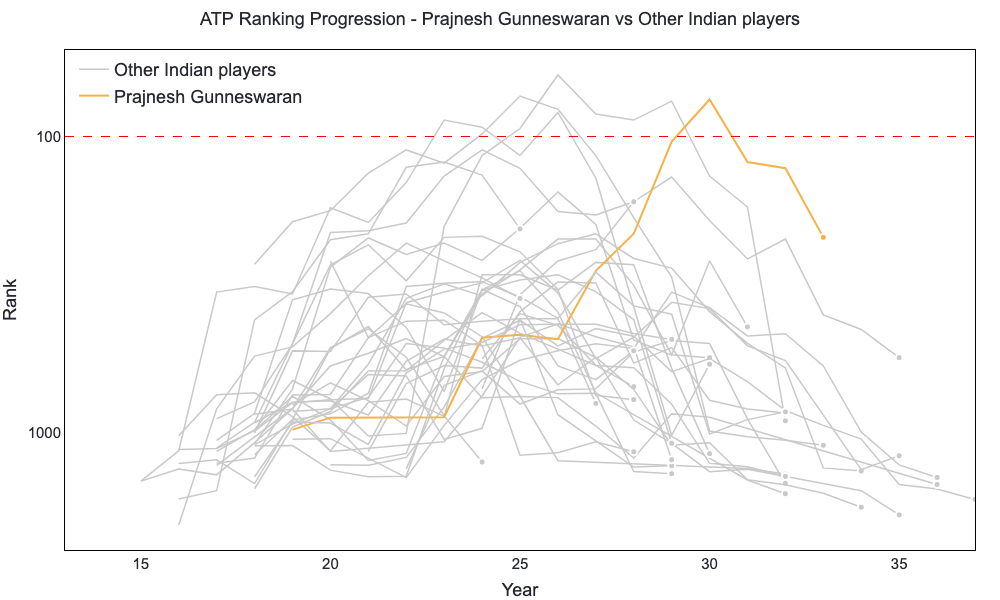 ATP Ranking Progression - Prajnesh Gunneswaran vs Other Indian players
Other Indian players
Prajnesh Gunneswaran
100
1000
Rank
15 20 25 30 35
Year